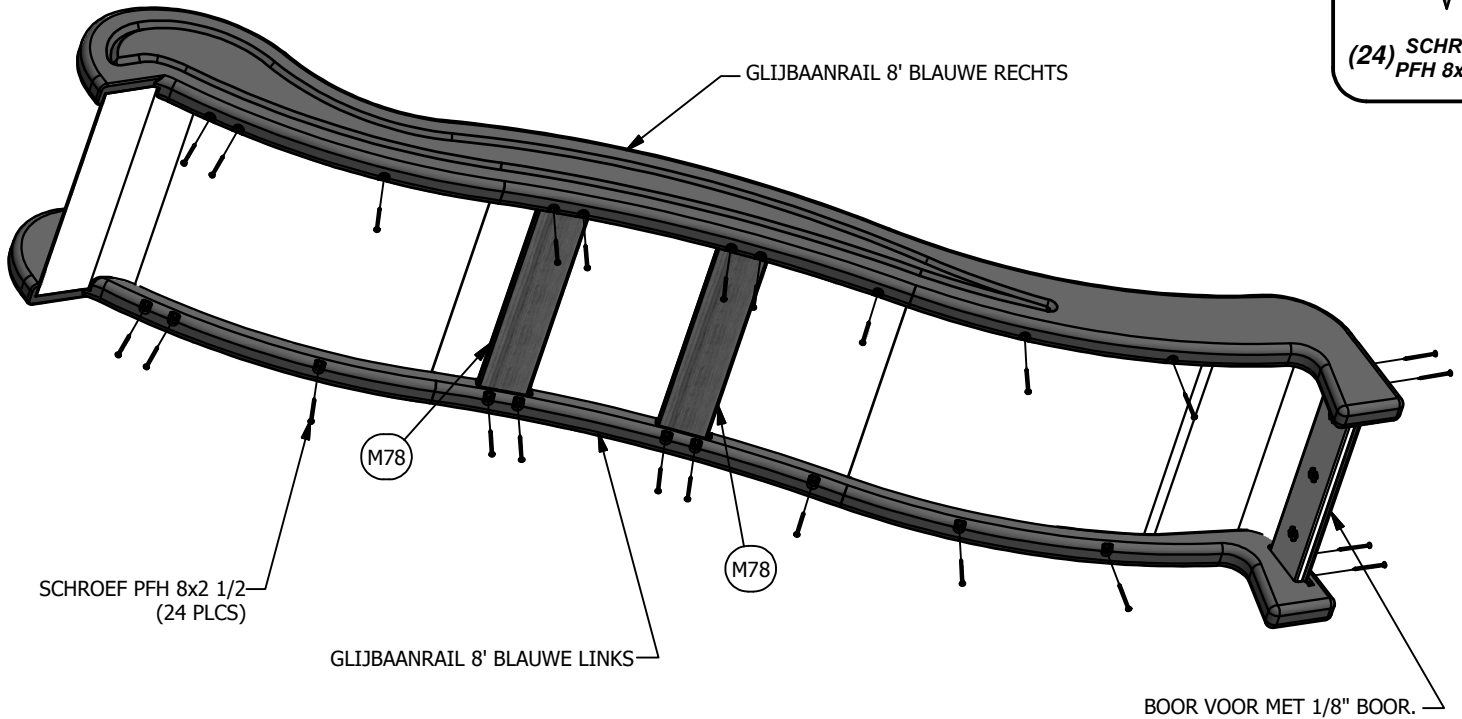 (24) SCHR
PFH 8x
GLIJBAANRAIL 8' BLAUWE RECHTS
M78
M78
SCHROEF PFH 8x2 1/2
(24 PLCS)
GLIJBAANRAIL 8' BLAUWE LINKS
BOOR VOOR MET 1/8" BOOR.